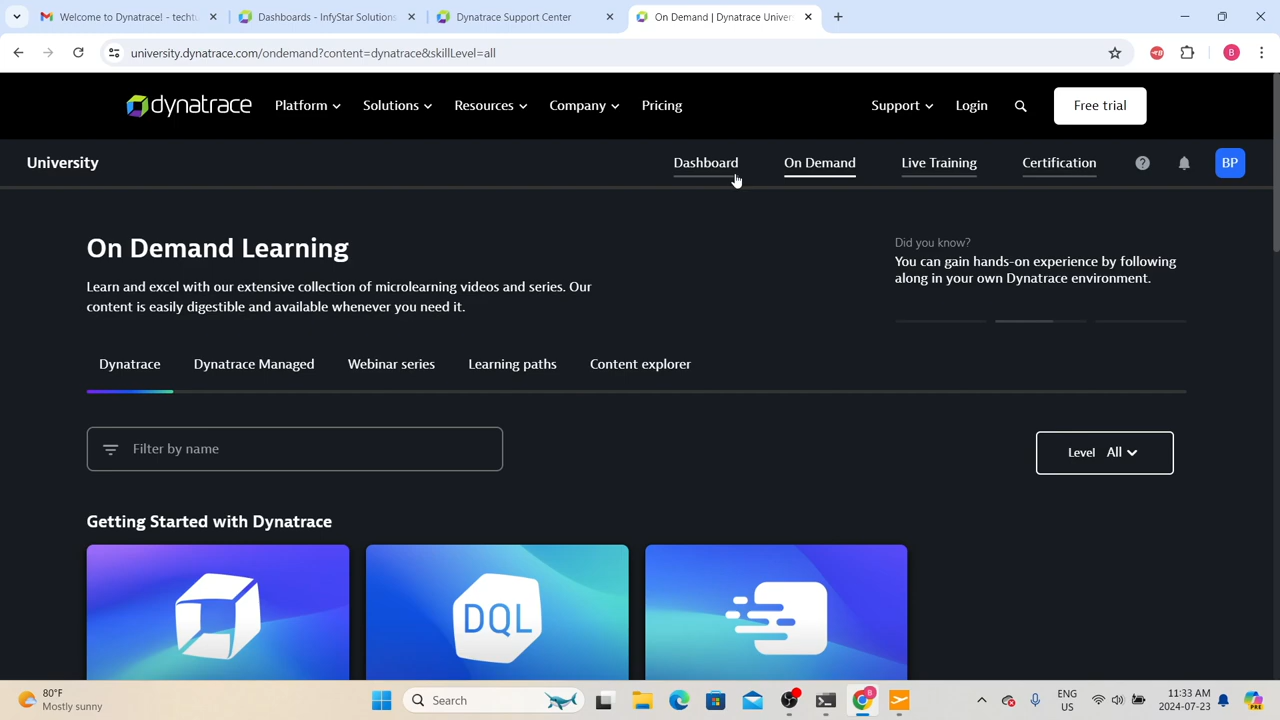 Welcome to Dynatrace! - techtu
Dashboards - InfyStar Solutions
Dynatrace Support Center
On Demand | Dynatrace Univer
university.dynatrace.com/ondemand?content=dynatrace&skillLevel=all
B
dynatrace
Platform
Solutions
Resources
Company
Pricing
Support
Login
Free trial
University
Dashboard
On Demand
Live Training
Certification
BP
On Demand Learning
Did you know?
You can gain hands-on experience by following
along in your own Dynatrace environment.
Learn and excel with our extensive collection of microlearning videos and series. Our
content is easily digestible and available whenever you need it.
Dynatrace
Dynatrace Managed
Webinar series
Learning paths
Content explorer
Filter by name
Level All
Getting Started with Dynatrace
DQL
80°F
Mostly sunny
Search
B
ENG
US
11:33 AM
2024-07-23
PRE